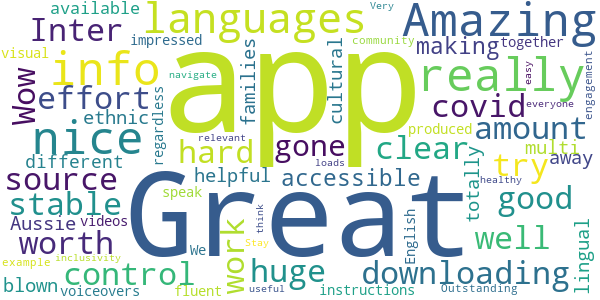 available
languages
Very
Amazing
Inter
impressed
community
making
together
visual
info
app
families
cultural
really
easy
engagement
navigate
Wow
effort
covid
everyone
nice
ethnic
regardless
relevant
hard
gone
clear
amount
produced
multi
different
loads
try
away
source
helpful
accessible
totally
healthy
stable
speak
Great
good
Aussie
videos
We
work
think
English
well
lingual
worth
Stay
example
inclusivity
control
huge
downloading
blown
voiceovers
fluent
useful
instructions
Outstanding